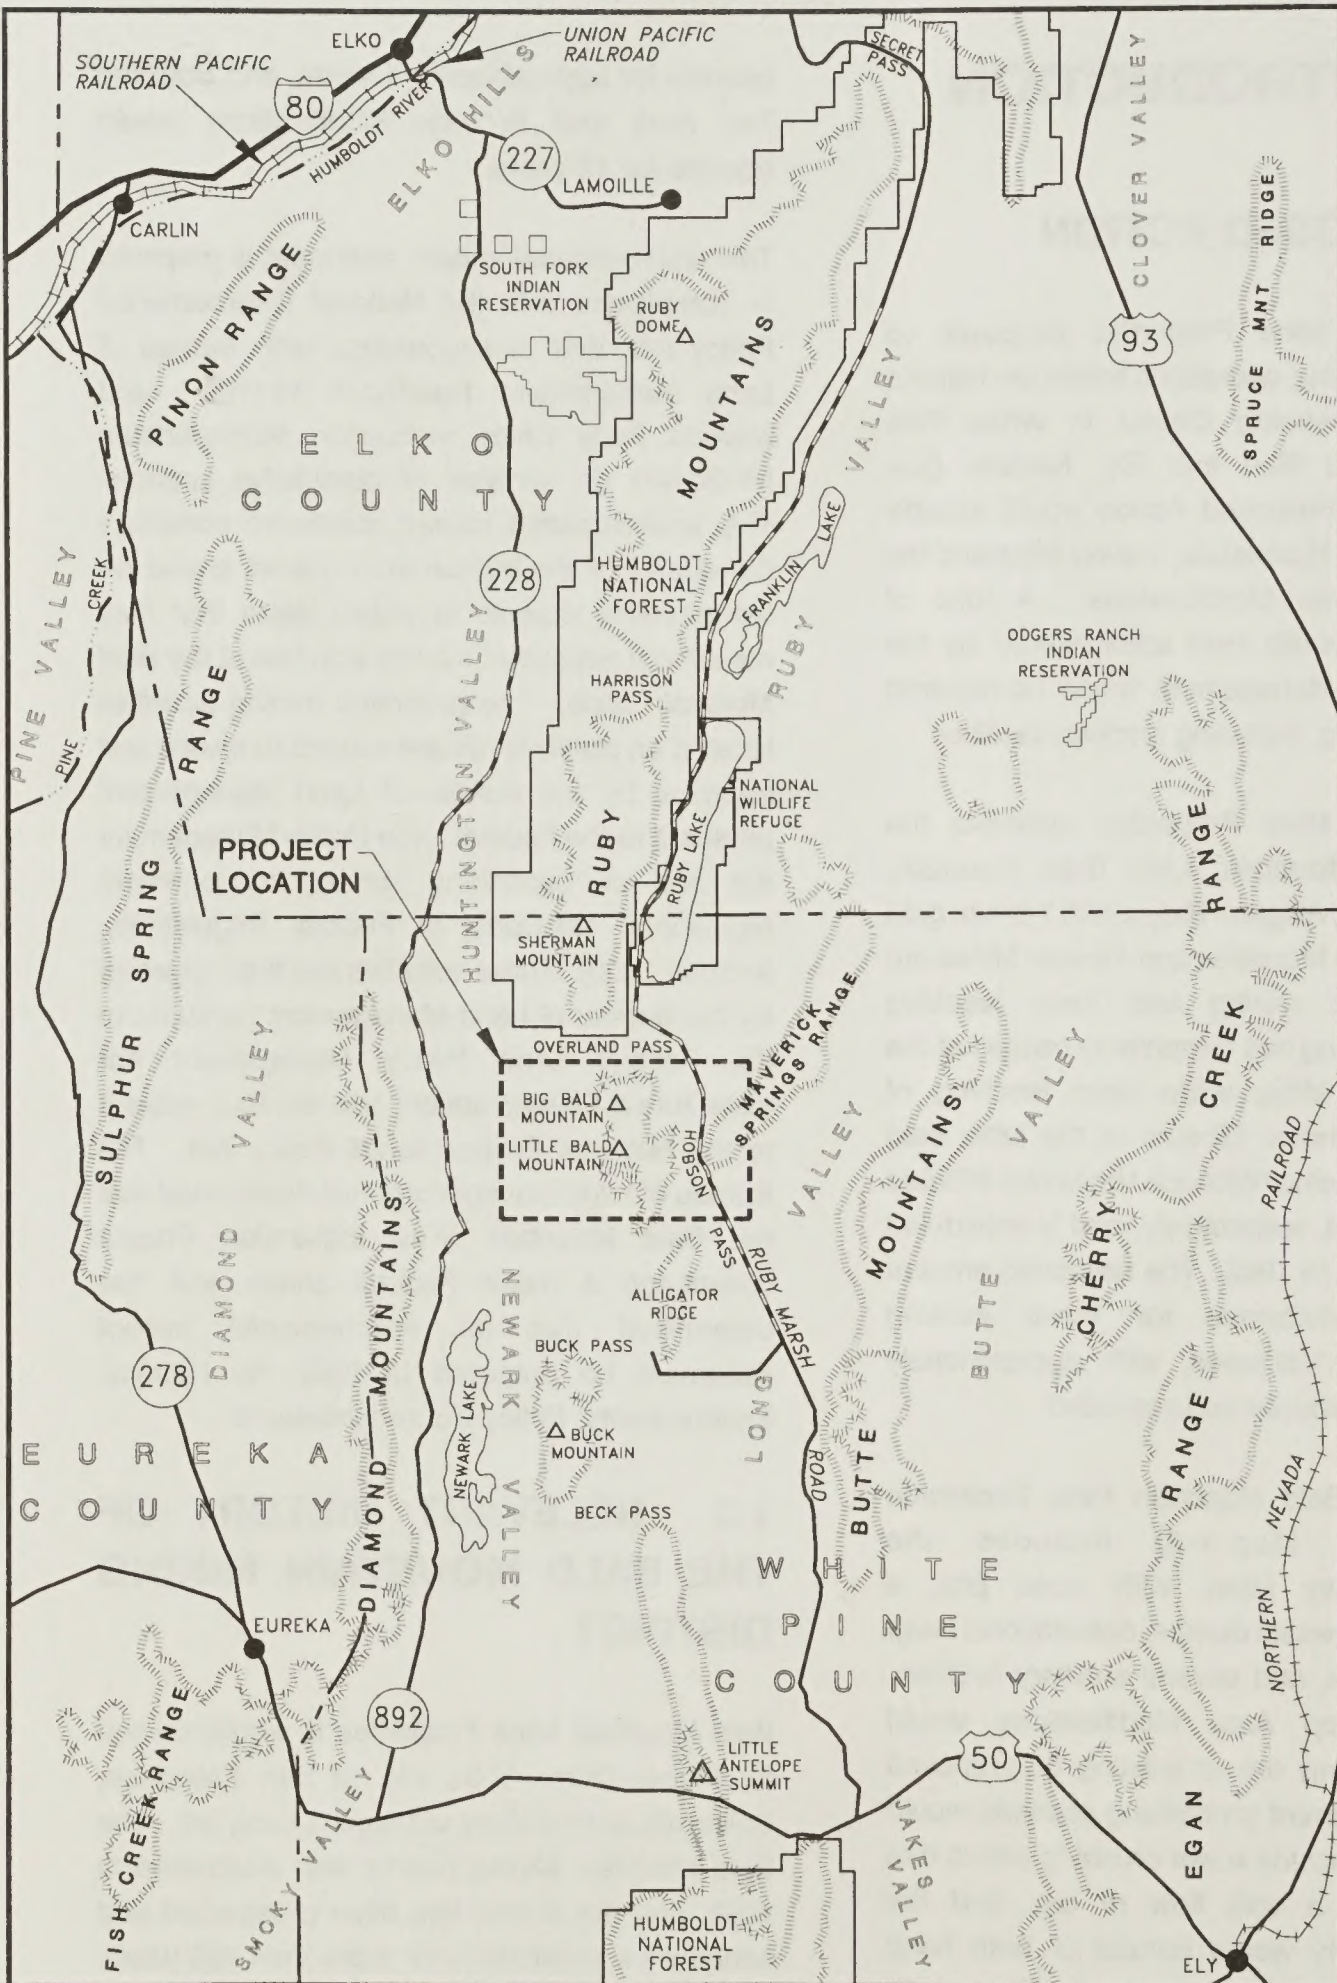 ELKO
UNION PACIFIC
RAILROAD
SOUTHERN PACIFIC
RAILROAD
80
HUMBOLDT RIVER
ELKO HILLS
SECRET
PASS
CLOVER VALLEY
227
LAMOILLE
CARLIN
SOUTH FORK
INDIAN
RESERVATION
RUBY
DOME
93
SPRUCE MNT RIDGE
PINON RANGE
MOUNTAINS
VALLEY
ELKO
COUNTY
PINE VALLEY
CREEK
PINE
228
HUMBOLDT
NATIONAL
FOREST
FRANKLIN LAKE
RUBY
ODGERS RANCH
INDIAN
RESERVATION
HARRISON
PASS
RANGE
HUNTINGTON VALLEY
NATIONAL
WILDLIFE
REFUGE
RUBY LAKE
RUBY
RANGE
PROJECT
LOCATION
SULPHUR SPRING
SHERMAN
MOUNTAIN
MAVERICK
SPRINGS RANGE
CREEK
OVERLAND PASS
VALLEY
DIAMOND
BIG BALD
MOUNTAIN
LITTLE BALD
MOUNTAIN
HOBSON
PASS
VALLEY
MOUNTAINS
VALLEY
BUTTE
CHERRY
RAILROAD
RUBY MARSH
ROAD
ALLIGATOR
RIDGE
DIAMOND MOUNTAINS
NEWARK VALLEY
BUCK PASS
278
NEWARK LAKE
BUCK
MOUNTAIN
LONG
BUTTE
RANGE
NEVADA
NORTHERN
EUREKA
COUNTY
BECK PASS
WHITE
PINE
COUNTY
EUREKA
892
50
LITTLE
ANTELOPE
SUMMIT
FISH CREEK RANGE
SMOKY VALLEY
JAKES
VALLEY
EGAN
HUMBOLDT
NATIONAL
FOREST
ELY